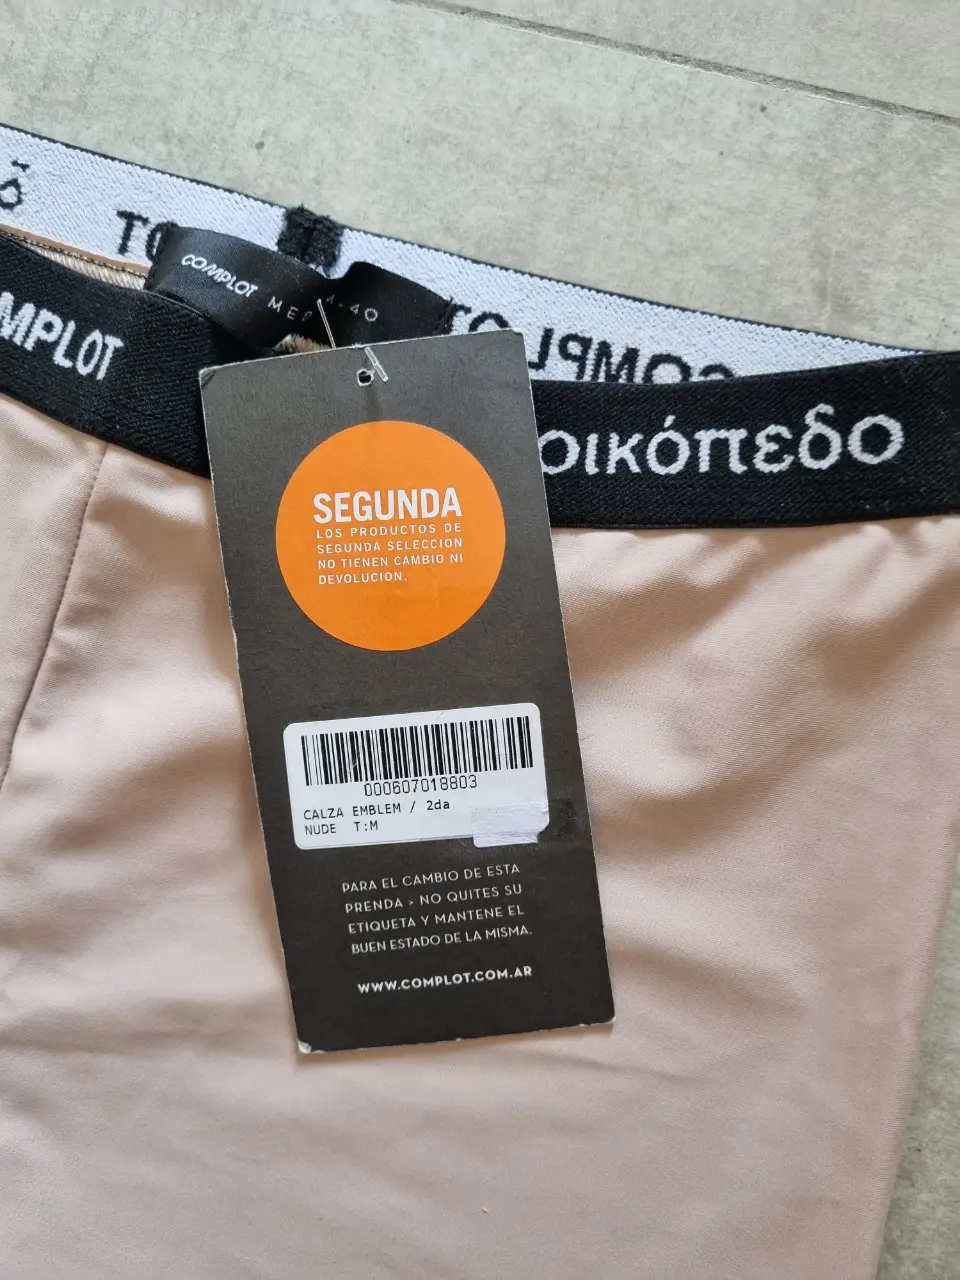 COMPLOT
COMPLOT
οικόπεδο
SEGUNDA
LOS PRODUCTOS DE
SEGUNDA SELECCION
NO TIENEN CAMBIO NI
DEVOLUCION.
000607018803
CALZA EMBLEM / 2da
NUDE T:M
PARA EL CAMBIO DE ESTA
PRENDA > NO QUITES SU
ETIQUETA Y MANTENE EL
BUEN ESTADO DE LA MISMA.
WWW.COMPLOT.COM.AR